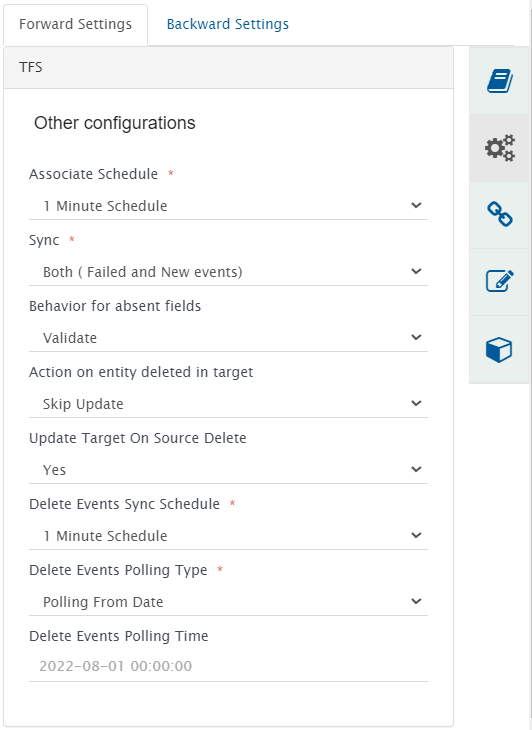 Forward Settings
Backward Settings
TFS
Other configurations
Associate Schedule *
1 Minute Schedule
Sync *
Both ( Failed and New events)
Behavior for absent fields
Validate
Action on entity deleted in target
Skip Update
Update Target On Source Delete
Yes
Delete Events Sync Schedule *
1 Minute Schedule
Delete Events Polling Type *
Polling From Date
Delete Events Polling Time
2022-08-01 00:00:00